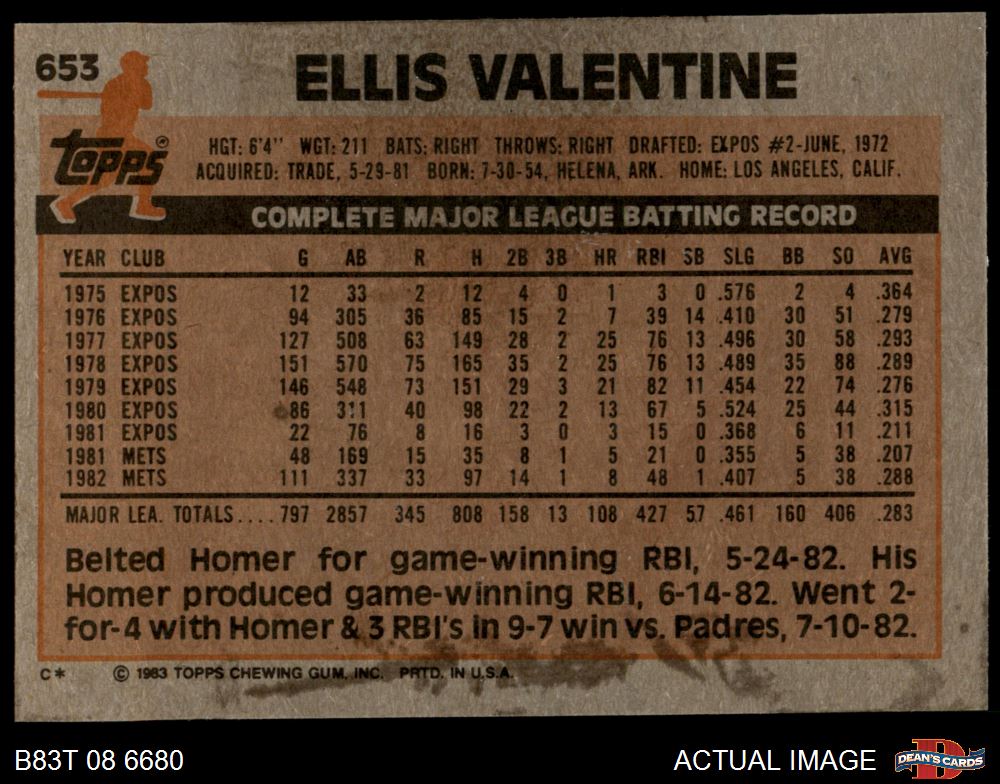 653
ELLIS VALENTINE
Topps®
HGT: 6'4" WGT: 211 BATS: RIGHT THROWS: RIGHT DRAFTED: EXPOS #2-JUNE, 1972
ACQUIRED: TRADE, 5-29-81 BORN: 7-30-54, HELENA, ARK. HOME: LOS ANGELES, CALIF.
COMPLETE MAJOR LEAGUE BATTING RECORD
YEAR CLUB G AB R H 2B 3B HR RBI SB SLG BB SO AVG
1975 EXPOS 12 33 2 12 4 0 1 3 0 .576 2 4 .364
1976 EXPOS 94 305 36 85 15 2 7 39 14 .410 30 51 .279
1977 EXPOS 127 508 63 149 28 2 25 76 13 .496 30 58 .293
1978 EXPOS 151 570 75 165 35 2 25 76 13 .489 35 88 .289
1979 EXPOS 146 548 73 151 29 3 21 82 11 .454 22 74 .276
1980 EXPOS 86 311 40 98 22 2 13 67 5 .524 25 44 .315
1981 EXPOS 22 76 8 16 3 0 3 15 0 .368 6 11 .211
1981 METS 48 169 15 35 8 1 5 21 0 .355 5 38 .207
1982 METS 111 337 33 97 14 1 8 48 1 .407 5 38 .288
MAJOR LEA. TOTALS....797 2857 345 808 158 13 108 427 57 .461 160 406 .283
Belted Homer for game-winning RBI, 5-24-82. His
Homer produced game-winning RBI, 6-14-82. Went 2-
for-4 with Homer & 3 RBI's in 9-7 win vs. Padres, 7-10-82.
C* © 1983 TOPPS CHEWING GUM, INC. PRTD. IN U.S.A.
B83T 08 6680 ACTUAL IMAGE DEAN'S CARDS